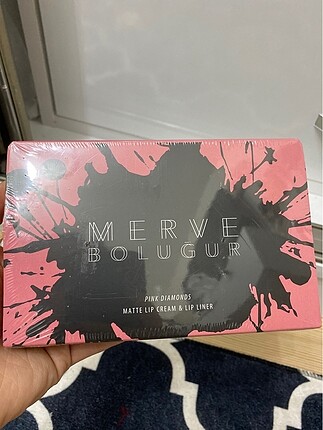 MERVE
BOLUĞUR
PINK DIAMONDS
MATTE LIP CREAM & LIP LINER